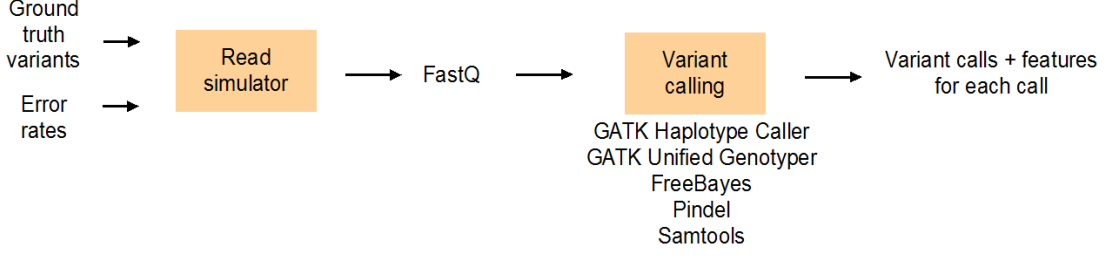 Ground
truth
variants
Error
rates
Read
simulator
FastQ
Variant
calling
GATK Haplotype Caller
GATK Unified Genotyper
FreeBayes
Pindel
Samtools
Variant calls + features
for each call